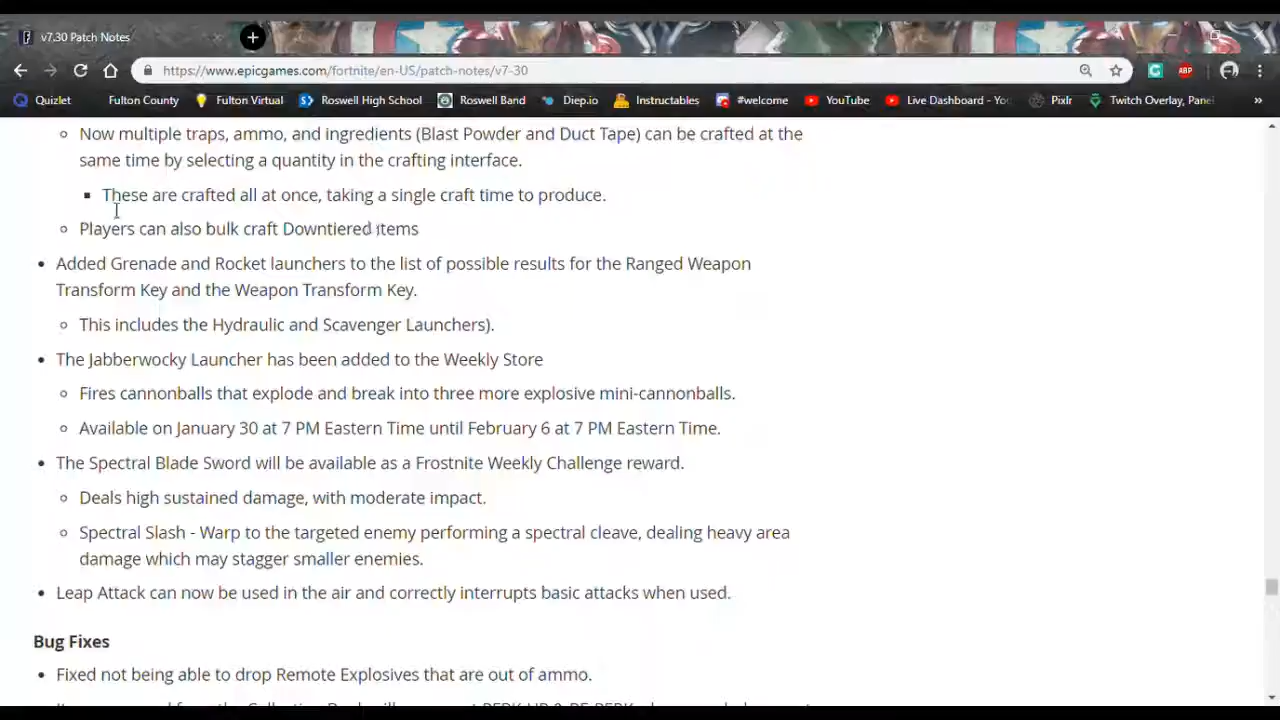 v7.30 Patch Notes
https://www.epicgames.com/fortnite/en-US/patch-notes/v7-30
Quizlet Fulton County Fulton Virtual Roswell High School Roswell Band Diep.io Instructables #welcome YouTube Live Dashboard - Yo Pixlr Twitch Overlay, Panel »
Now multiple traps, ammo, and ingredients (Blast Powder and Duct Tape) can be crafted at the
same time by selecting a quantity in the crafting interface.
These are crafted all at once, taking a single craft time to produce.
Players can also bulk craft Downtiered items
Added Grenade and Rocket launchers to the list of possible results for the Ranged Weapon
Transform Key and the Weapon Transform Key.
This includes the Hydraulic and Scavenger Launchers).
The Jabberwocky Launcher has been added to the Weekly Store
Fires cannonballs that explode and break into three more explosive mini-cannonballs.
Available on January 30 at 7 PM Eastern Time until February 6 at 7 PM Eastern Time.
The Spectral Blade Sword will be available as a Frostnite Weekly Challenge reward.
Deals high sustained damage, with moderate impact.
Spectral Slash - Warp to the targeted enemy performing a spectral cleave, dealing heavy area
damage which may stagger smaller enemies.
Leap Attack can now be used in the air and correctly interrupts basic attacks when used.
Bug Fixes
Fixed not being able to drop Remote Explosives that are out of ammo.